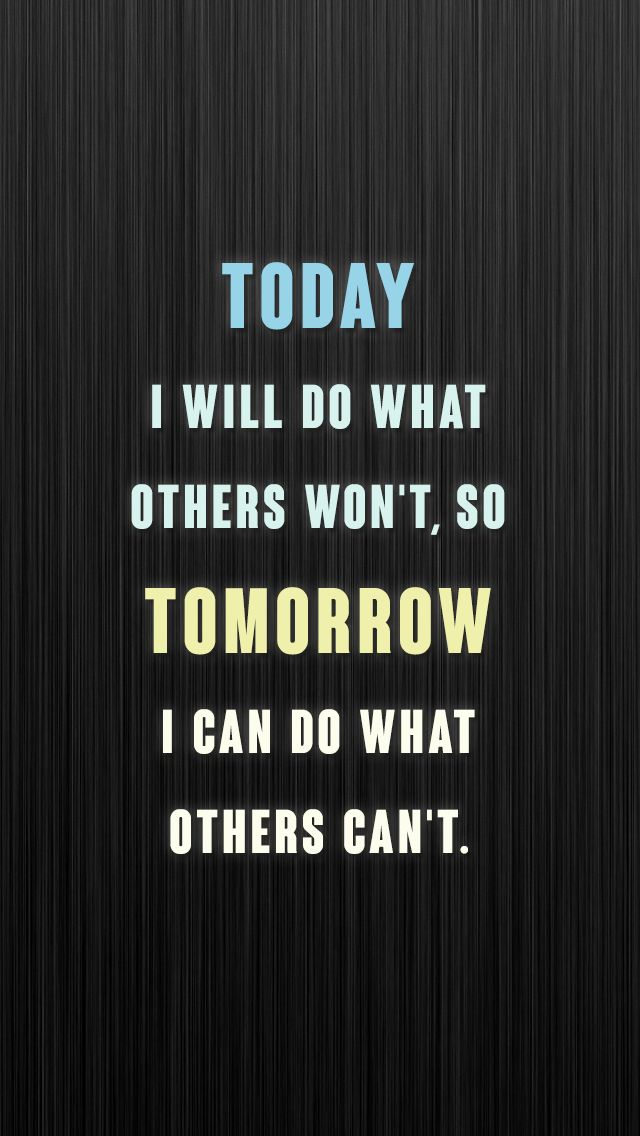 TODAY
I WILL DO WHAT
OTHERS WON'T, SO
TOMORROW
I CAN DO WHAT
OTHERS CAN'T.